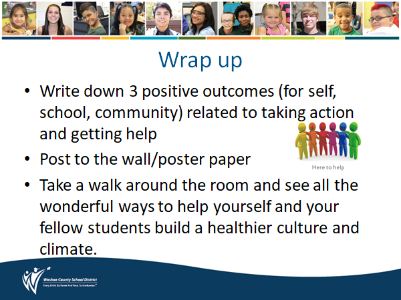 Wrap up
• Write down 3 positive outcomes (for self,
school, community) related to taking action
and getting help
• Post to the wall/poster paper
Here to help
• Take a walk around the room and see all the
wonderful ways to help yourself and your
fellow students build a healthier culture and
climate.
Washoe County School District